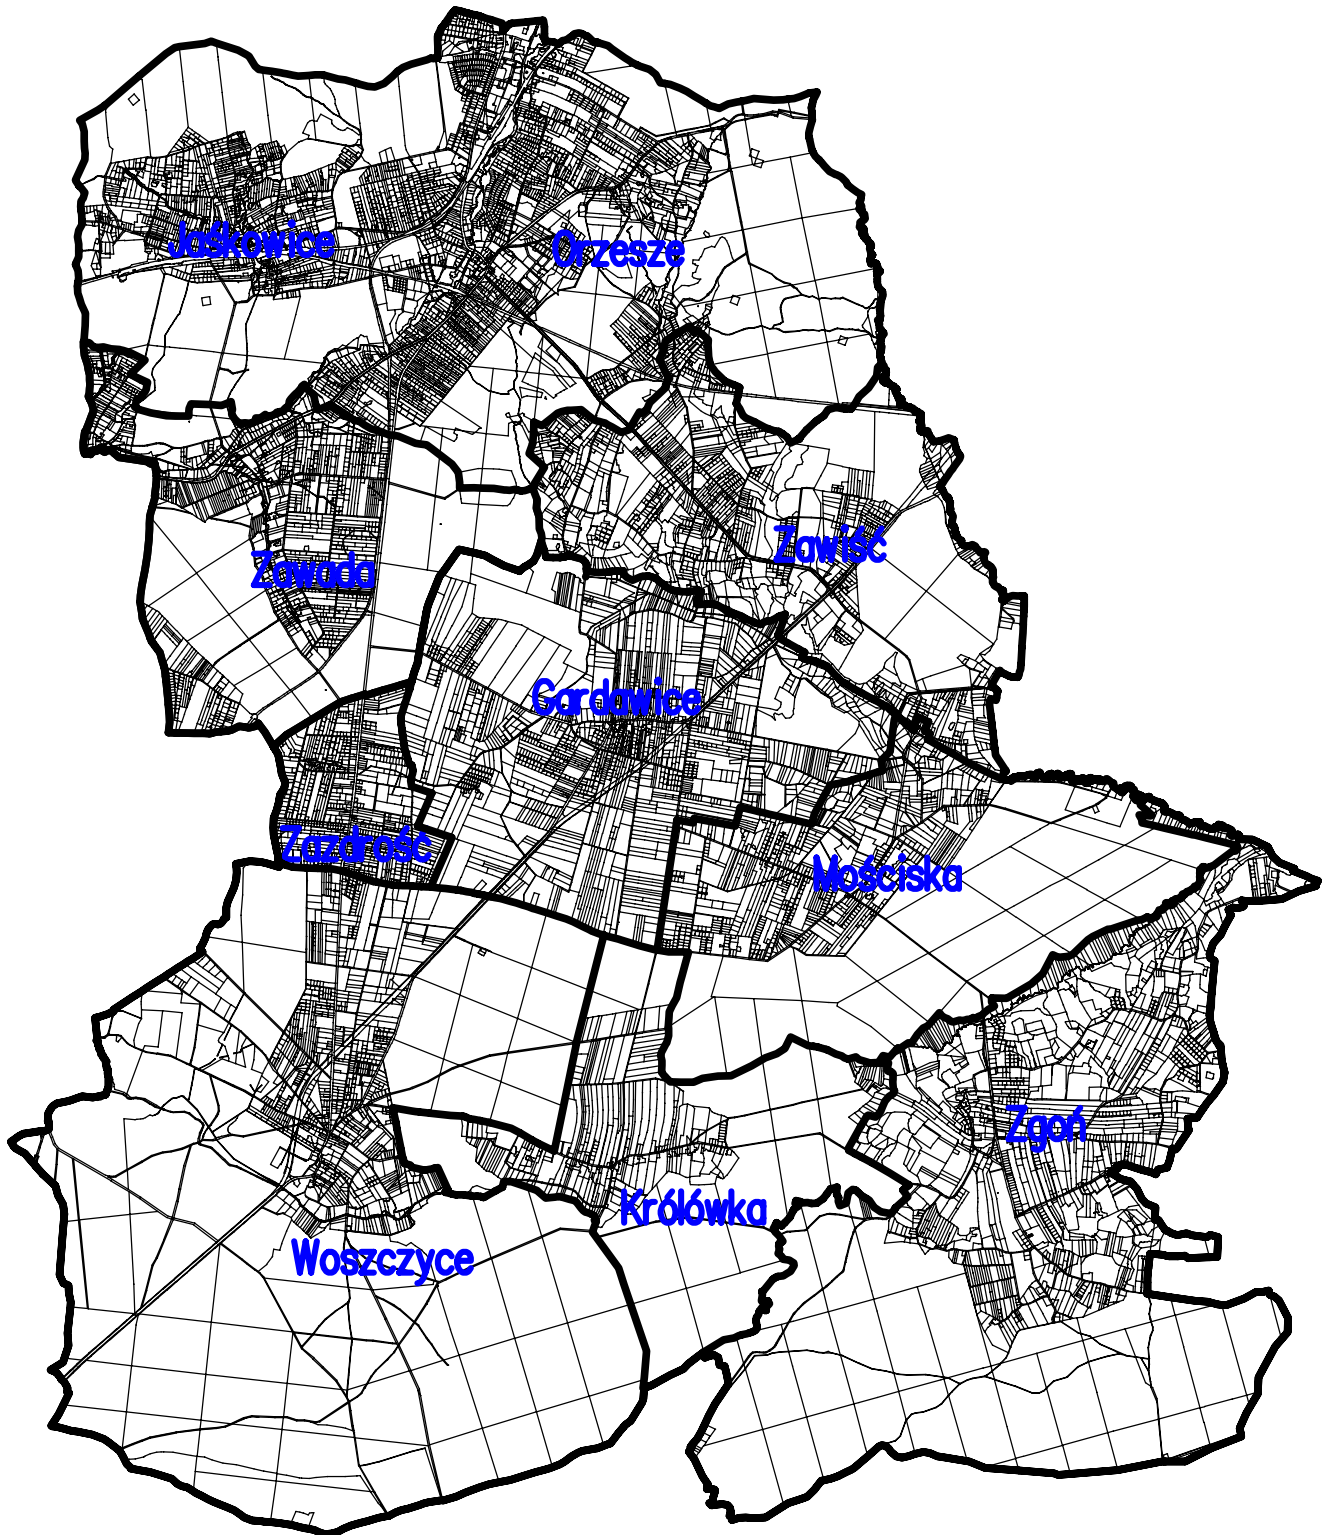 Jaśkowice
Orzesze
Zawiść
Zawada
Gardawice
Zazdrość
Mościska
Zgoń
Królówka
Woszczyce